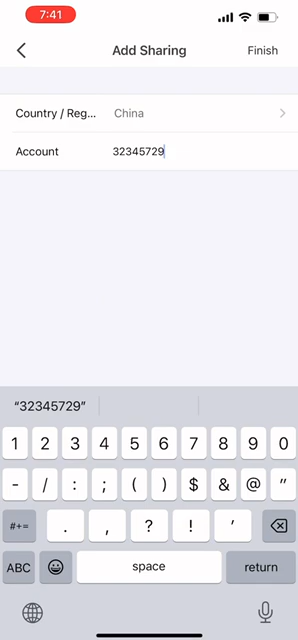 7:41
Add Sharing
Finish
Country / Reg... China
Account 32345729
“32345729”
1 2 3 4 5 6 7 8 9 0
- / : ; ( ) $ & @ "
#+= . , ? ! '
ABC space return